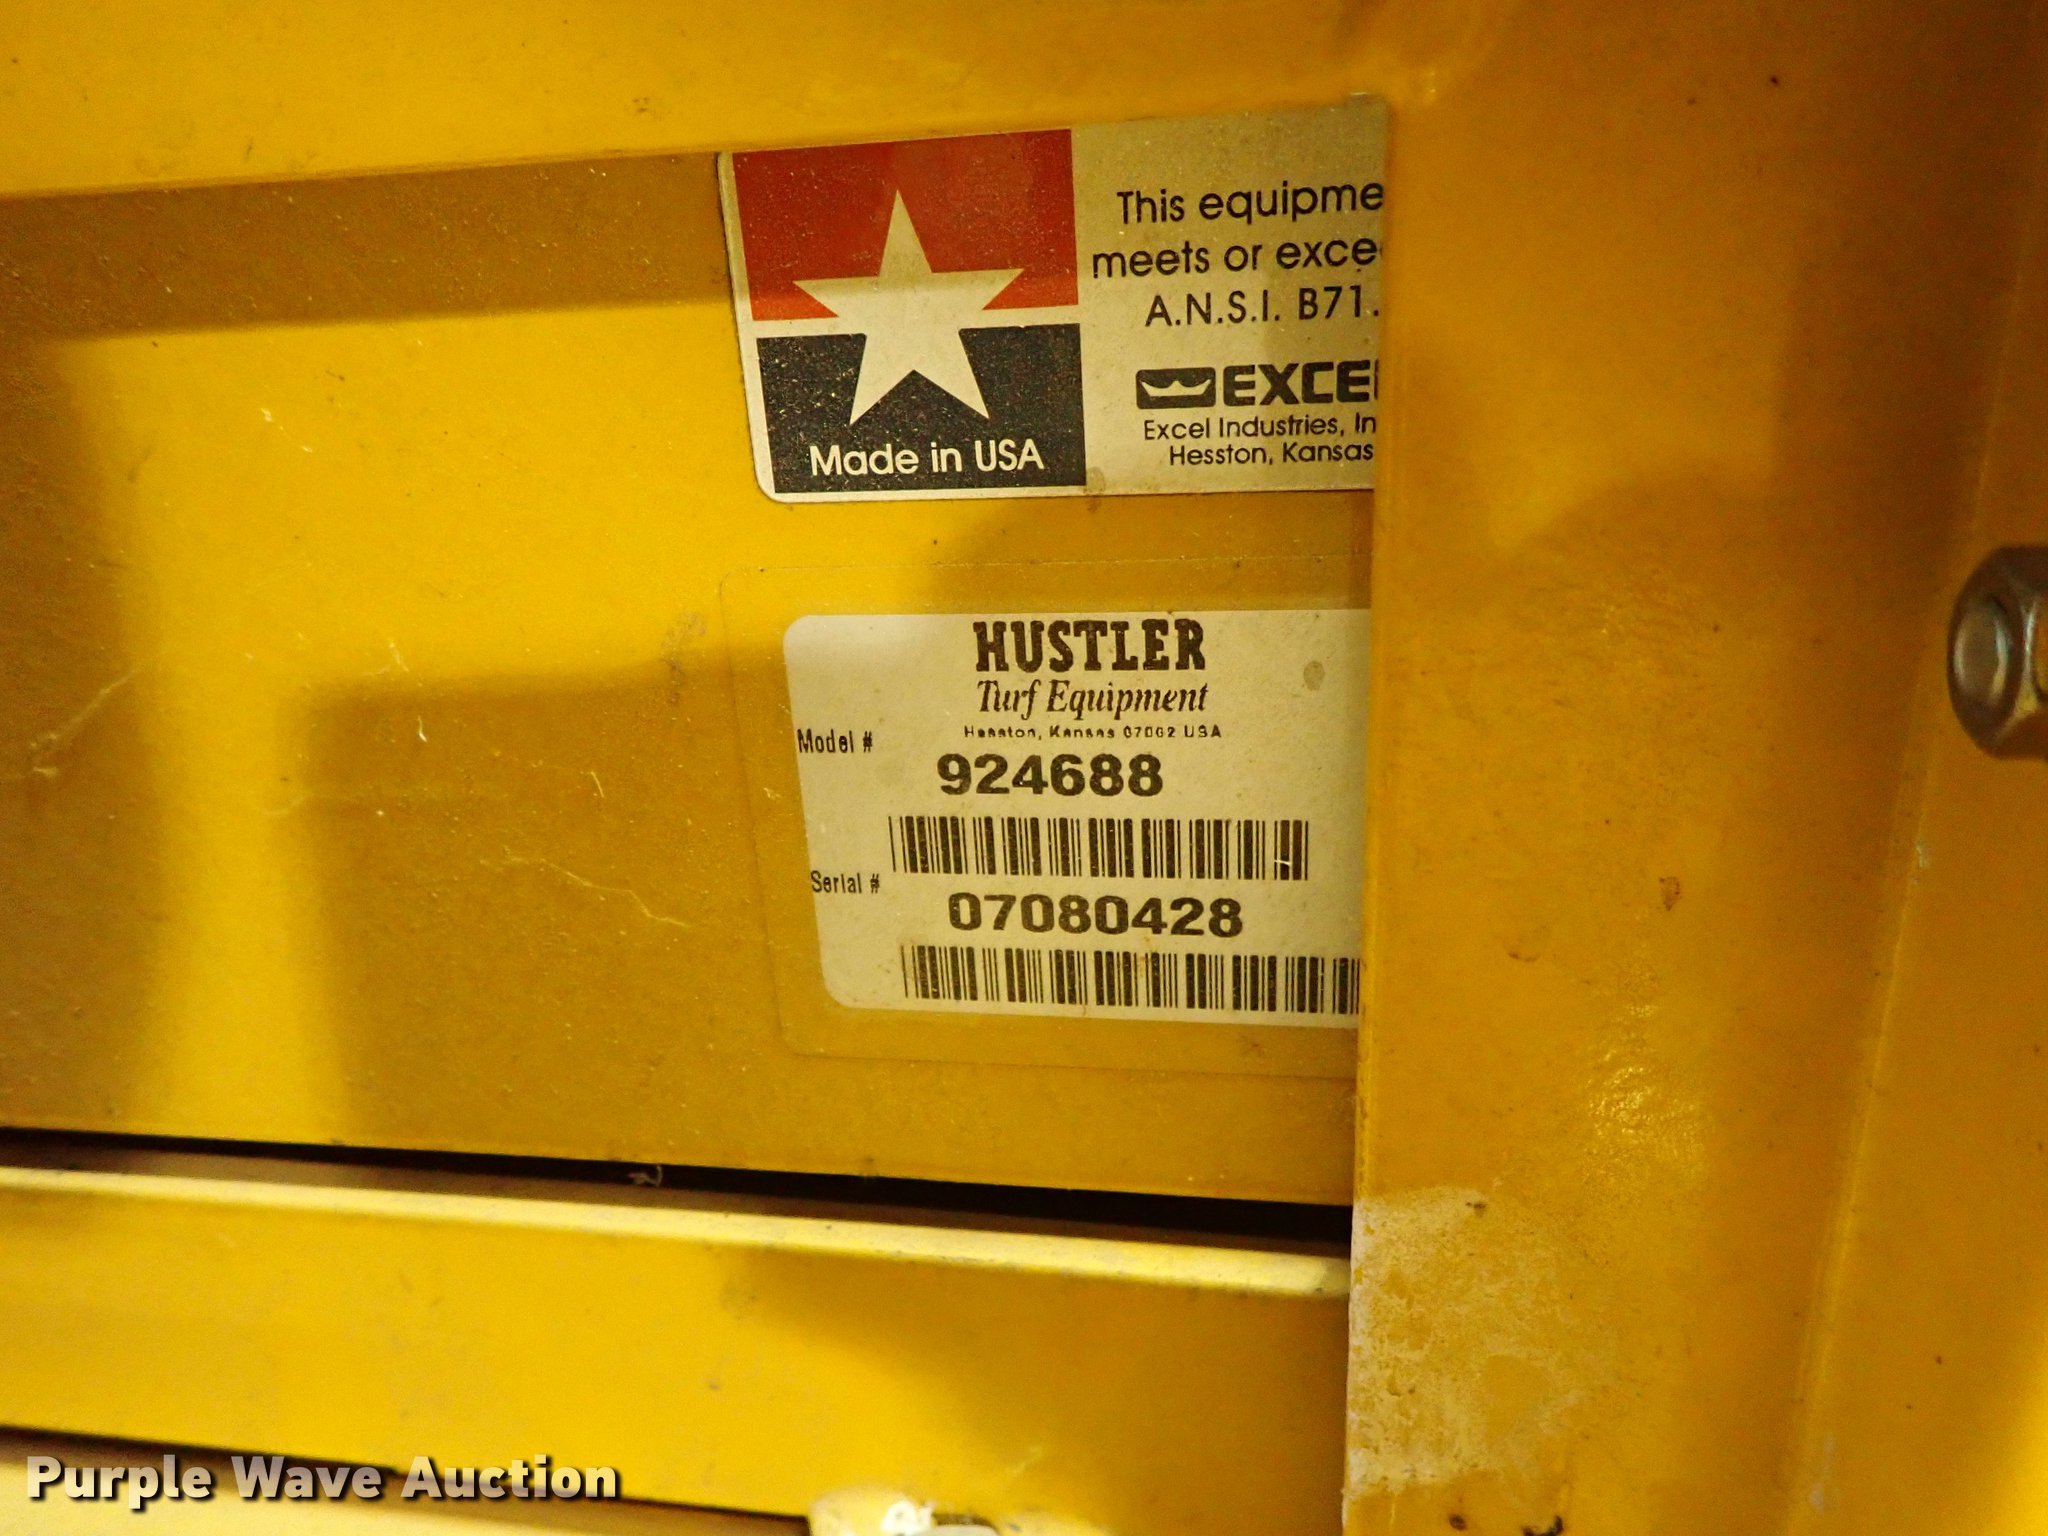 This equipme
meets or exce
A.N.S.I. B71.
EXCEL
Excel Industries, In
Hesston, Kansas
Made in USA
HUSTLER
Turf Equipment
Hesston, Kansas 67062 USA
Model #
924688
Serial #
07080428
Purple Wave Auction